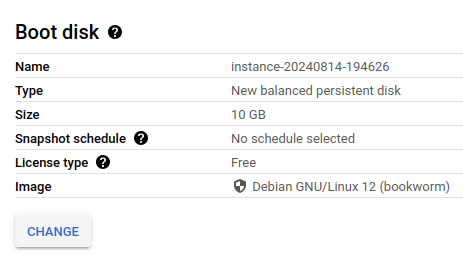 Boot disk ?
Name instance-20240814-194626
Type New balanced persistent disk
Size 10 GB
Snapshot schedule ? No schedule selected
License type ? Free
Image Debian GNU/Linux 12 (bookworm)
CHANGE